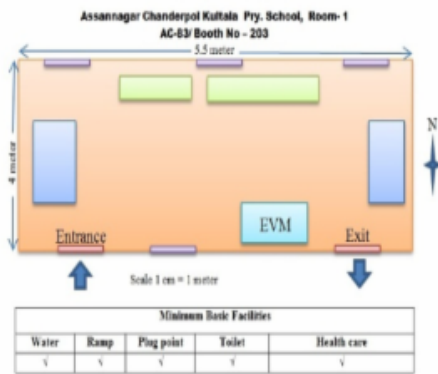 Assannagar Chanderpol Kultala Pry. School, Room- 1
AC-83/ Booth No – 203
5.5 meter
4 meter
N
Entrance
EVM
Exit
Scale 1 cm = 1 meter
Minimum Basic Facilities
Water Ramp Plug point Toilet Health care
√ √ √ √ √